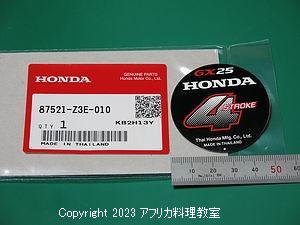 HONDA
GENUINE PARTS
HONDA MOTOR CO., LTD.
87521-Z3E-010
QTY 1
KB2H13Y
MADE IN THAILAND
GX25
HONDA
4 STROKE
Thai Honda Mfg. Co., Ltd.
MADE IN THAILAND
50
Copyright 2023 アフリカ料理教室